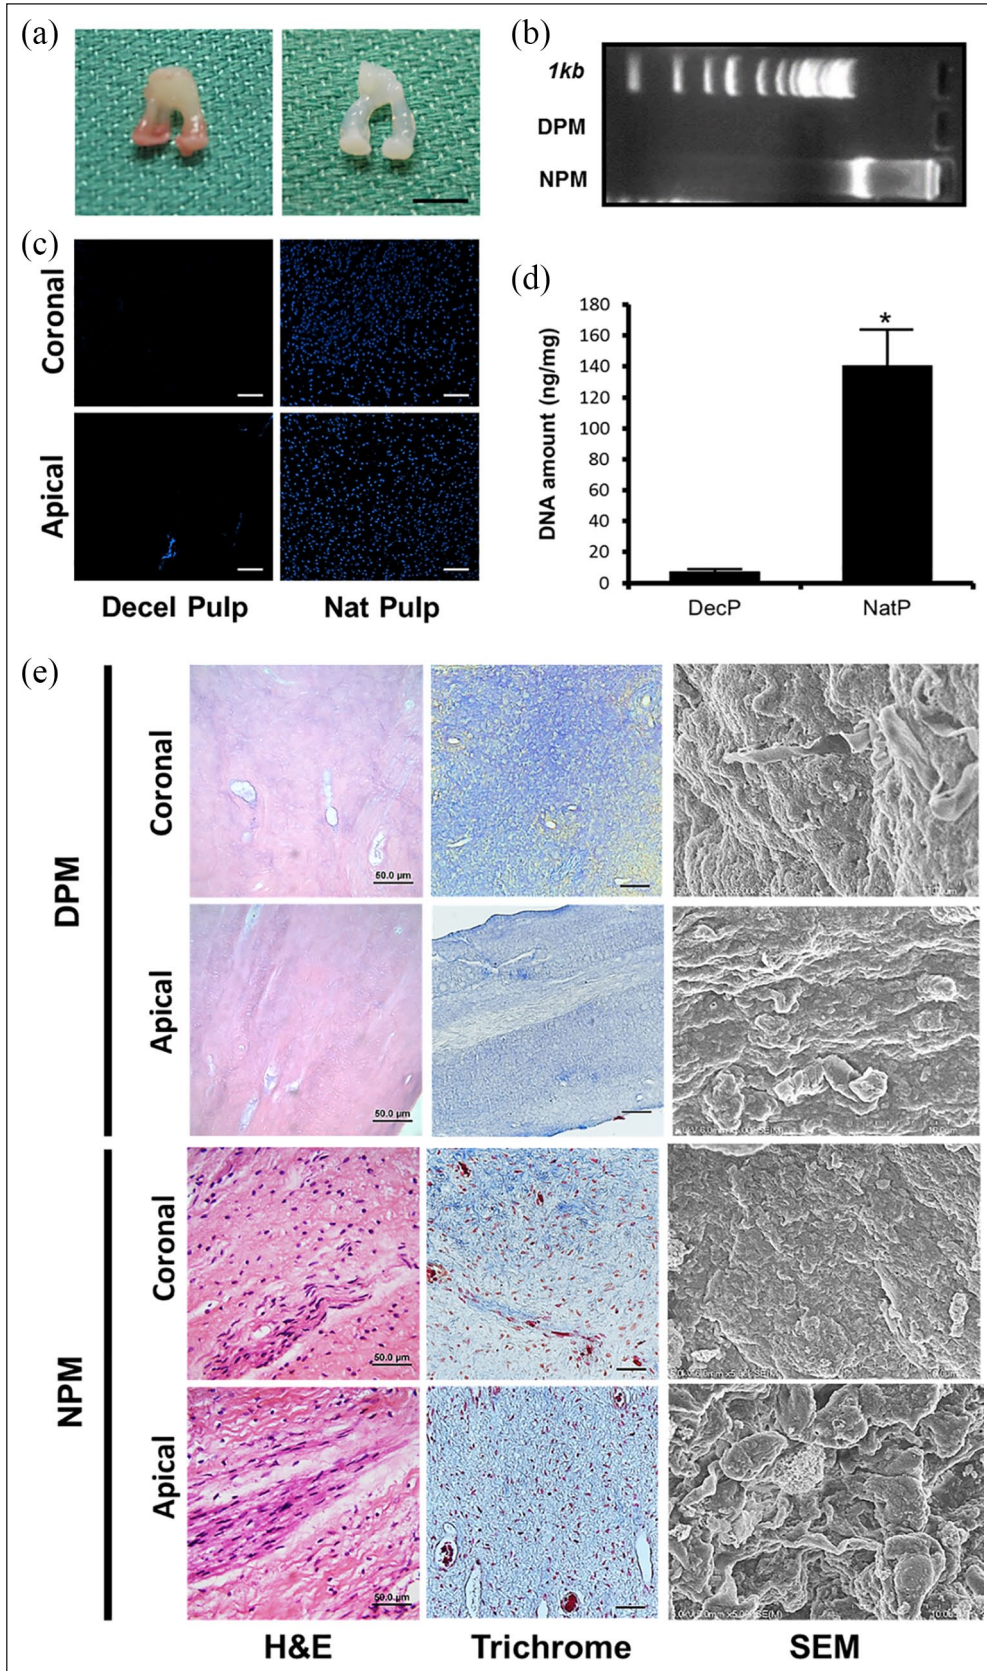 (a)
(b)
1kb
DPM
NPM
(c)
Coronal
Apical
Decel Pulp
Nat Pulp
(d)
DNA amount (ng/mg)
180
160
140
120
100
80
60
40
20
0
*
DecP
NatP
(e)
DPM
Coronal
50.0 µm
Apical
50.0 µm
NPM
Coronal
50.0 µm
Apical
50.0 µm
H&E
Trichrome
SEM